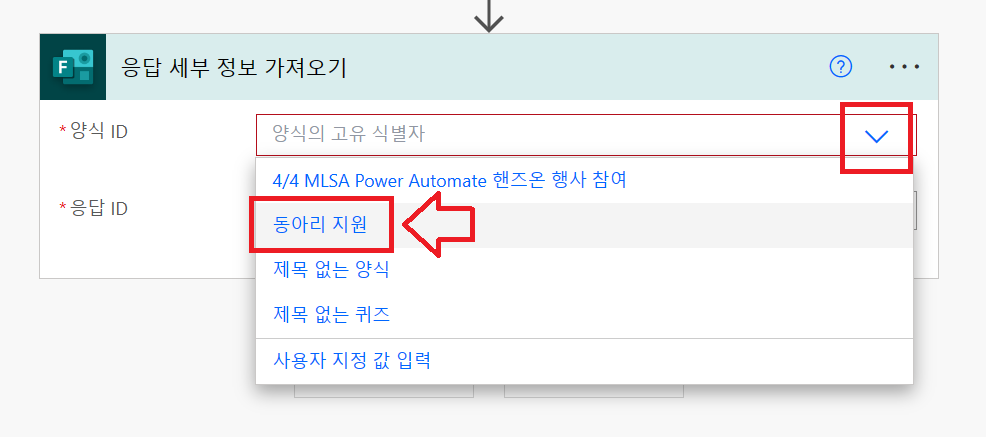 F
응답 세부 정보 가져오기
?
...
*양식 ID
양식의 고유 식별자
4/4 MLSA Power Automate 핸즈온 행사 참여
*응답 ID
동아리 지원
제목 없는 양식
제목 없는 퀴즈
사용자 지정 값 입력